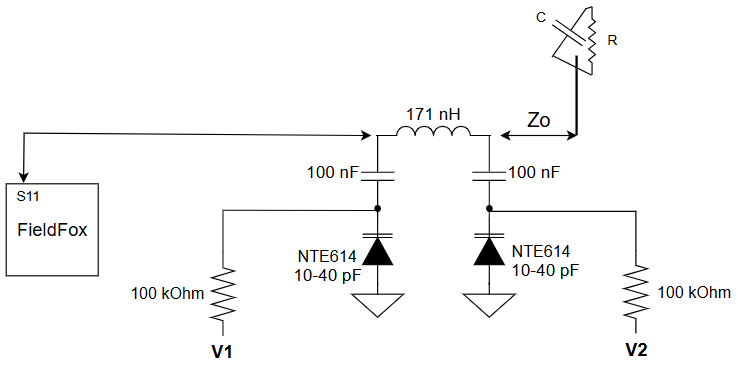 C
R
171 nH
Zo
100 nF
100 nF
S11
FieldFox
NTE614
10-40 pF
NTE614
10-40 pF
100 kOhm
100 kOhm
V1
V2